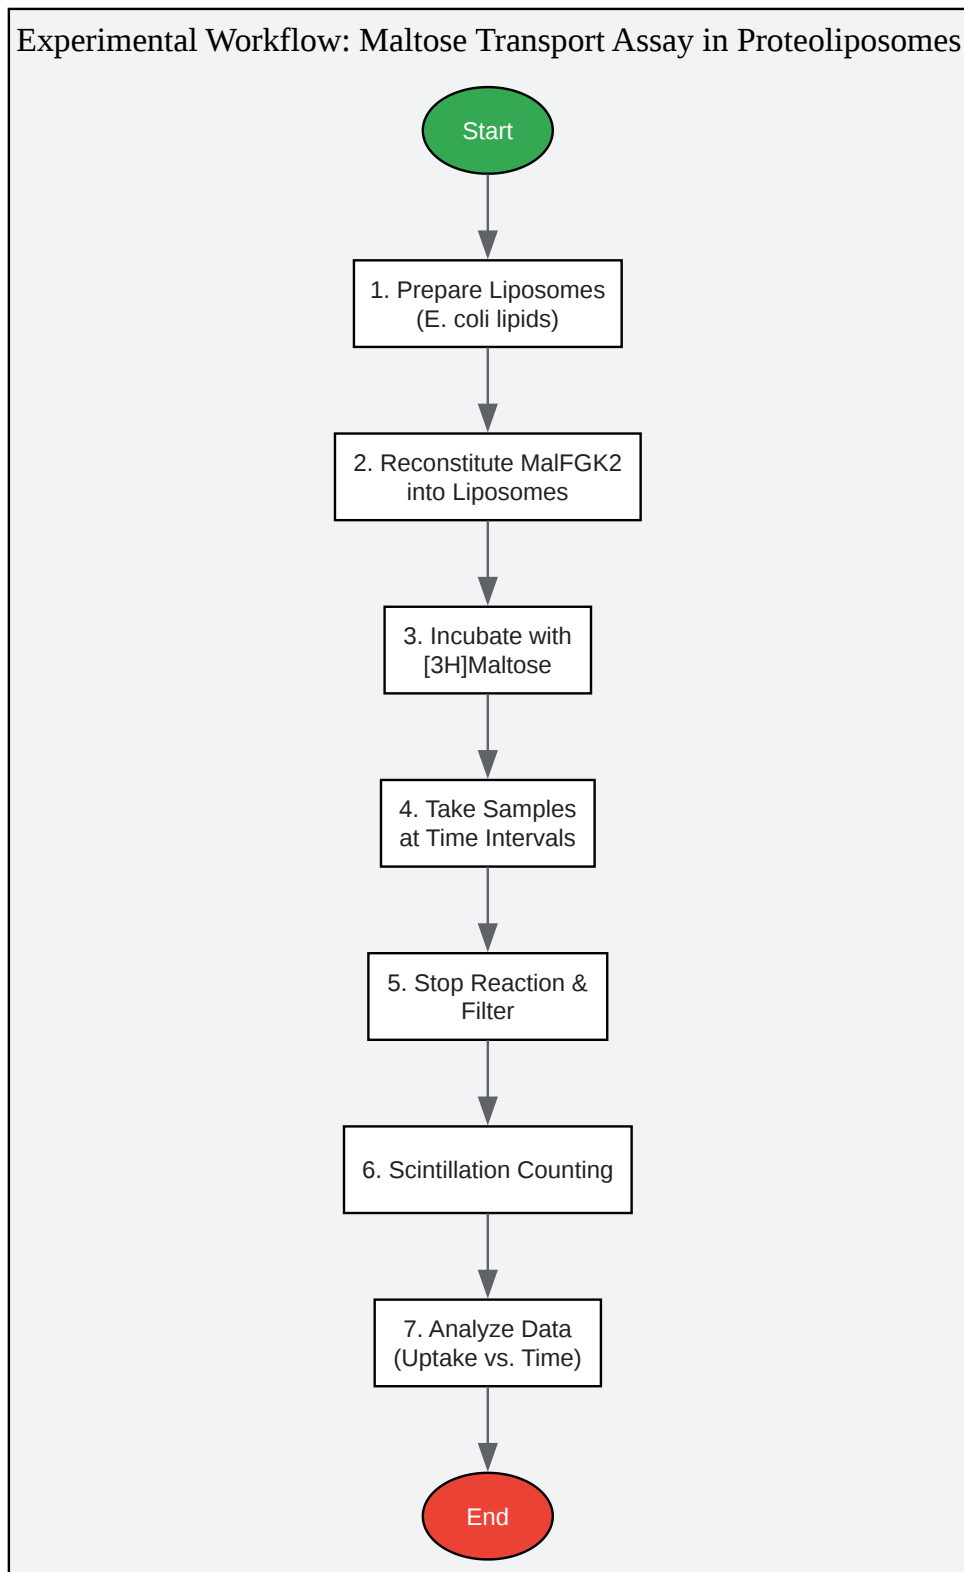 Experimental Workflow: Maltose Transport Assay in Proteoliposomes
Start
1. Prepare Liposomes
(E. coli lipids)
2. Reconstitute MalFGK2
into Liposomes
3. Incubate with
[3H]Maltose
4. Take Samples
at Time Intervals
5. Stop Reaction &
Filter
6. Scintillation Counting
7. Analyze Data
(Uptake vs. Time)
End